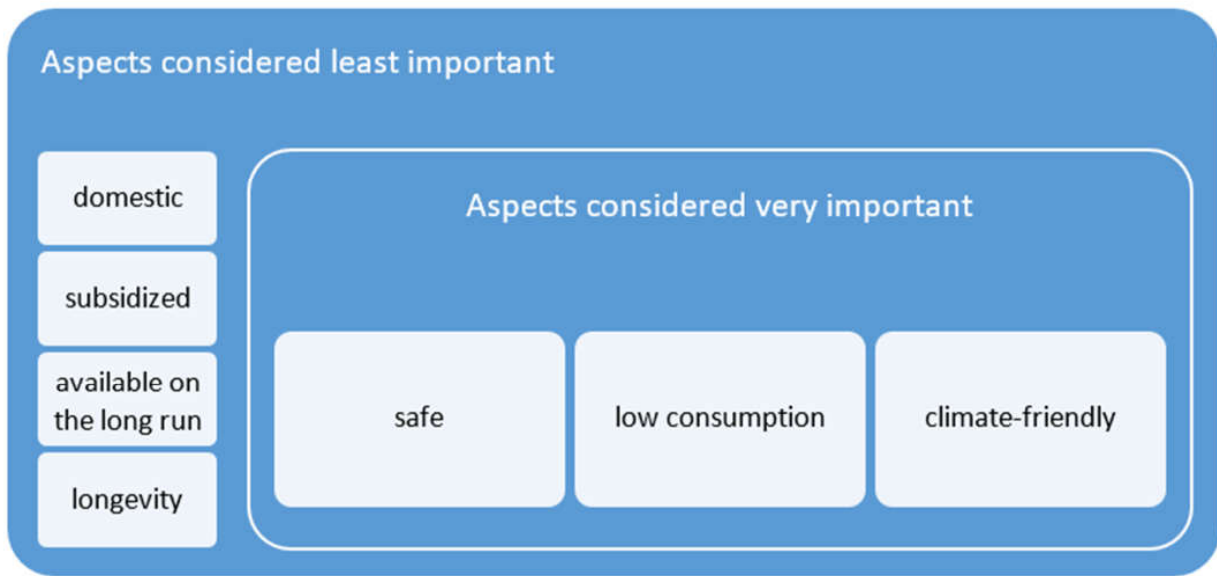 Aspects considered least important
domestic
subsidized
available on
the long run
longevity
Aspects considered very important
safe
low consumption
climate-friendly